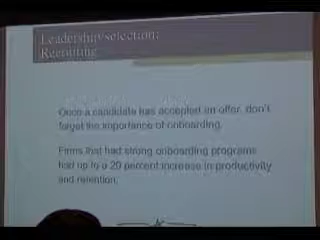 Leadership/selection:
Recruiting
Once a candidate has accepted an offer, don't
forget the importance of onboarding.
Firms that had strong onboarding programs
had up to a 20 percent increase in productivity
and retention.